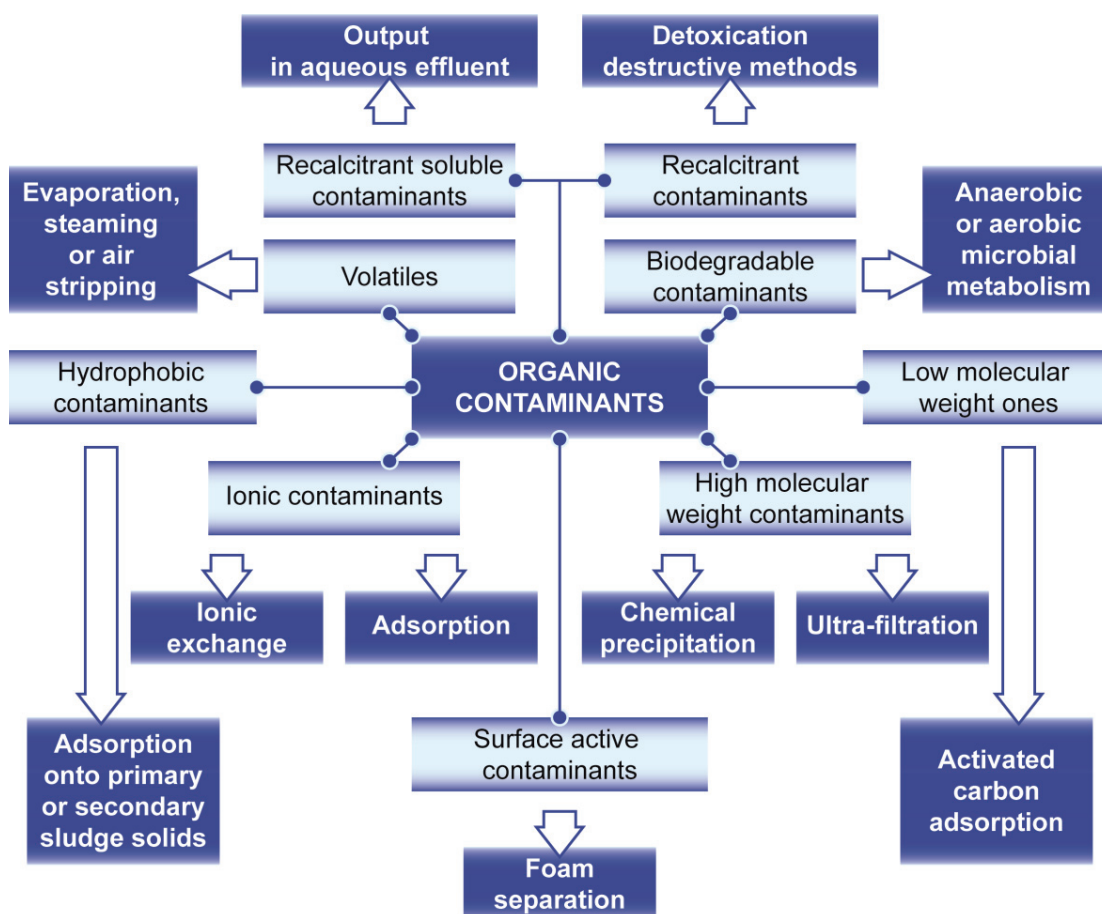 Output
in aqueous effluent
Detoxication
destructive methods
Recalcitrant soluble
contaminants
Recalcitrant
contaminants
Evaporation,
steaming
or air
stripping
Volatiles
Biodegradable
contaminants
Anaerobic
or aerobic
microbial
metabolism
Hydrophobic
contaminants
ORGANIC
CONTAMINANTS
Low molecular
weight ones
Ionic contaminants
High molecular
weight contaminants
Ionic
exchange
Adsorption
Chemical
precipitation
Ultra-filtration
Adsorption
onto primary
or secondary
sludge solids
Surface active
contaminants
Activated
carbon
adsorption
Foam
separation